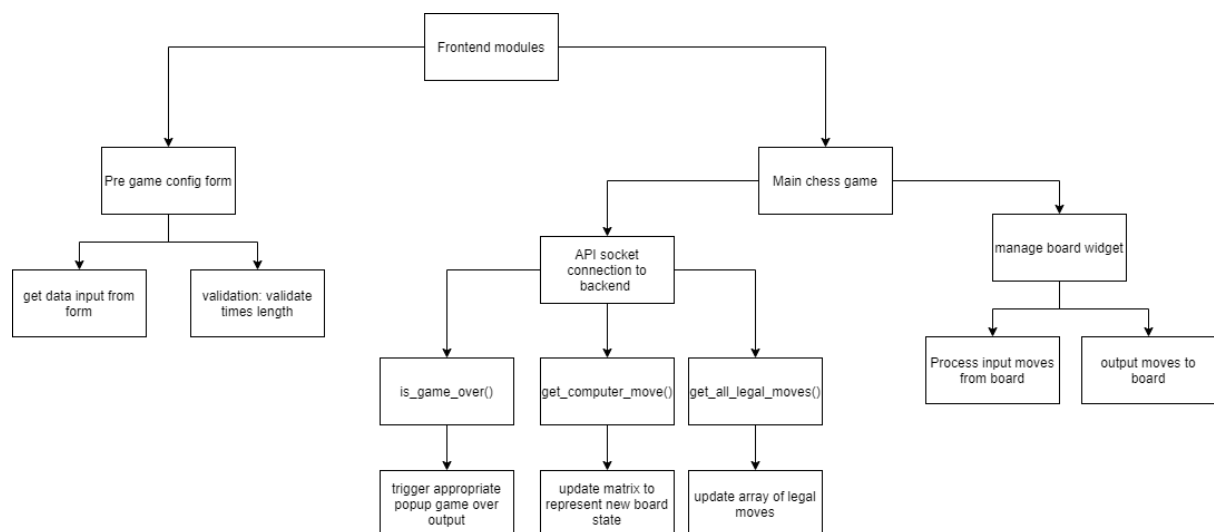 Frontend modules
Pre game config form
Main chess game
API socket
connection to
backend
manage board widget
get data input from
form
validation: validate
times length
Process input moves
from board
output moves to
board
is_game_over()
get_computer_move()
get_all_legal_moves()
trigger appropriate
popup game over
output
update matrix to
represent new board
state
update array of legal
moves